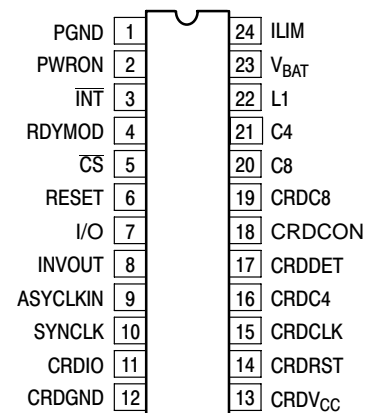 PGND 1 24 ILIM
PWRON 2 23 VBAT
INT 3 22 L1
RDYMOD 4 21 C4
CS 5 20 C8
RESET 6 19 CRDC8
I/O 7 18 CRDCON
INVOUT 8 17 CRDDET
ASYCLKIN 9 16 CRDC4
SYNCLK 10 15 CRDCLK
CRDIO 11 14 CRDRST
CRDGND 12 13 CRDVCC